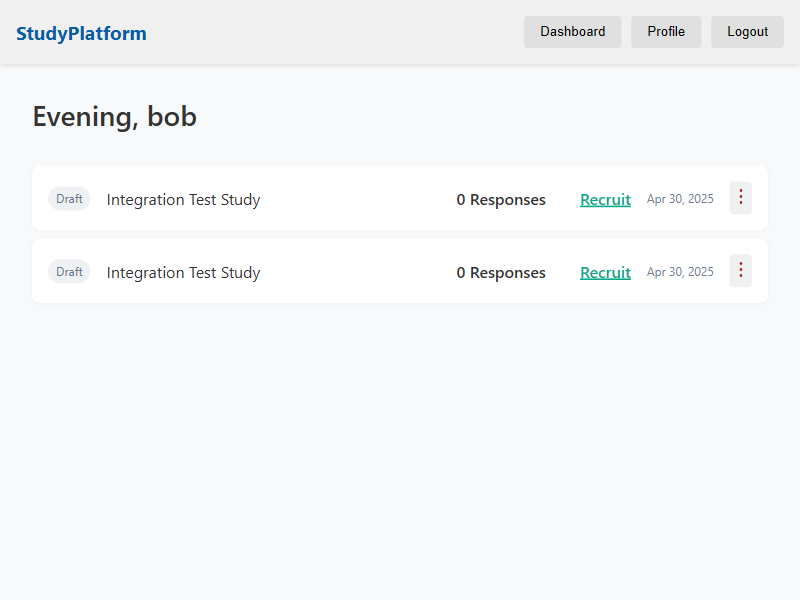 StudyPlatform Dashboard Profile Logout
Evening, bob
Draft Integration Test Study 0 Responses Recruit Apr 30, 2025 ⋮
Draft Integration Test Study 0 Responses Recruit Apr 30, 2025 ⋮